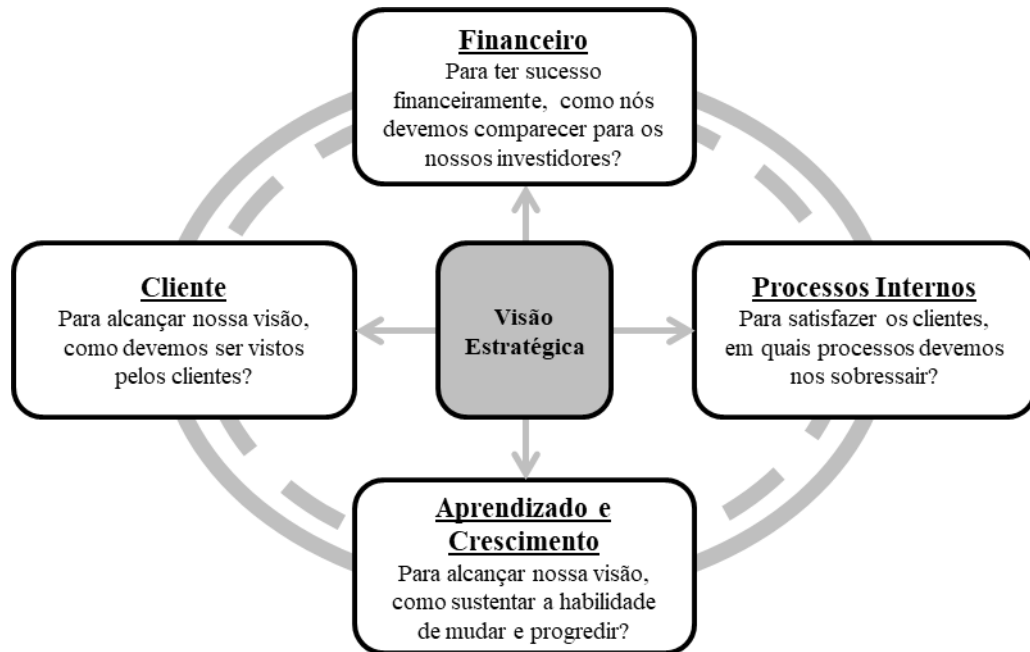 Financeiro
Para ter sucesso
financeiramente, como nós
devemos comparecer para os
nossos investidores?
Cliente
Para alcançar nossa visão,
como devemos ser vistos
pelos clientes?
Visão
Estratégica
Processos Internos
Para satisfazer os clientes,
em quais processos devemos
nos sobressair?
Aprendizado e
Crescimento
Para alcançar nossa visão,
como sustentar a habilidade
de mudar e progredir?